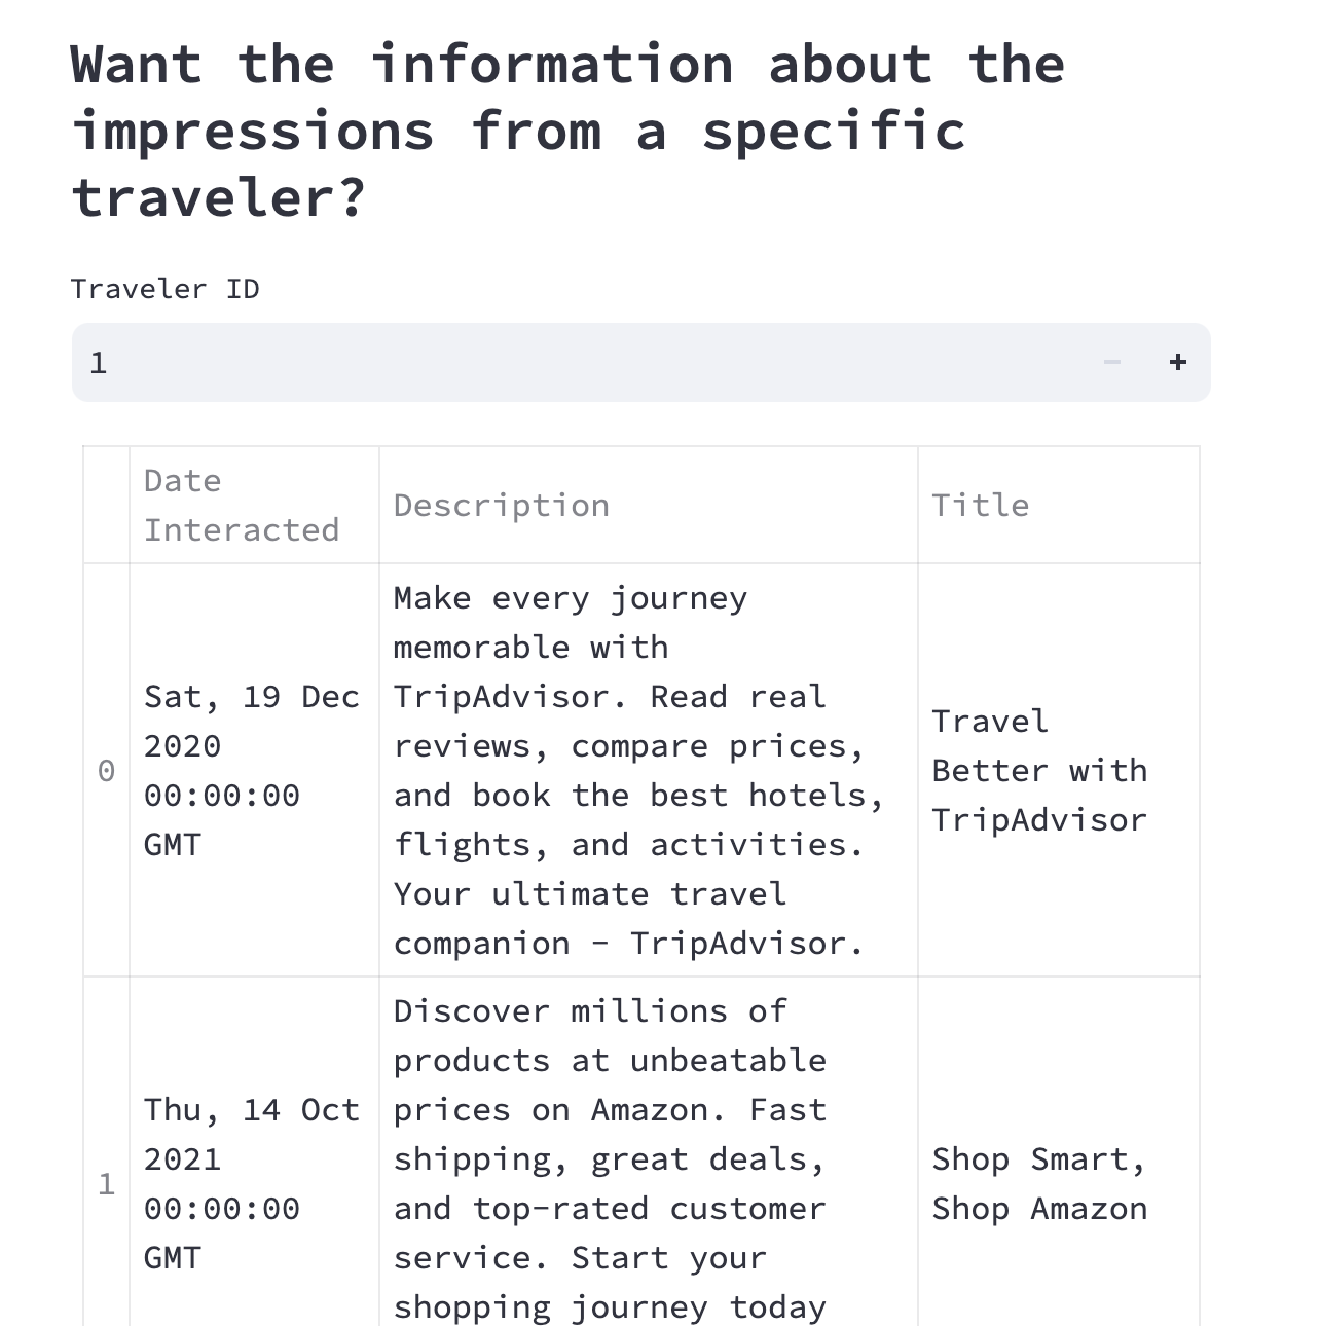 Want the information about the
impressions from a specific
traveler?
Traveler ID
1 − +
Date
Interacted
Description
Title
0
Sat, 19 Dec
2020
00:00:00
GMT
Make every journey
memorable with
TripAdvisor. Read real
reviews, compare prices,
and book the best hotels,
flights, and activities.
Your ultimate travel
companion - TripAdvisor.
Travel
Better with
TripAdvisor
1
Thu, 14 Oct
2021
00:00:00
GMT
Discover millions of
products at unbeatable
prices on Amazon. Fast
shipping, great deals,
and top-rated customer
service. Start your
shopping journey today
Shop Smart,
Shop Amazon